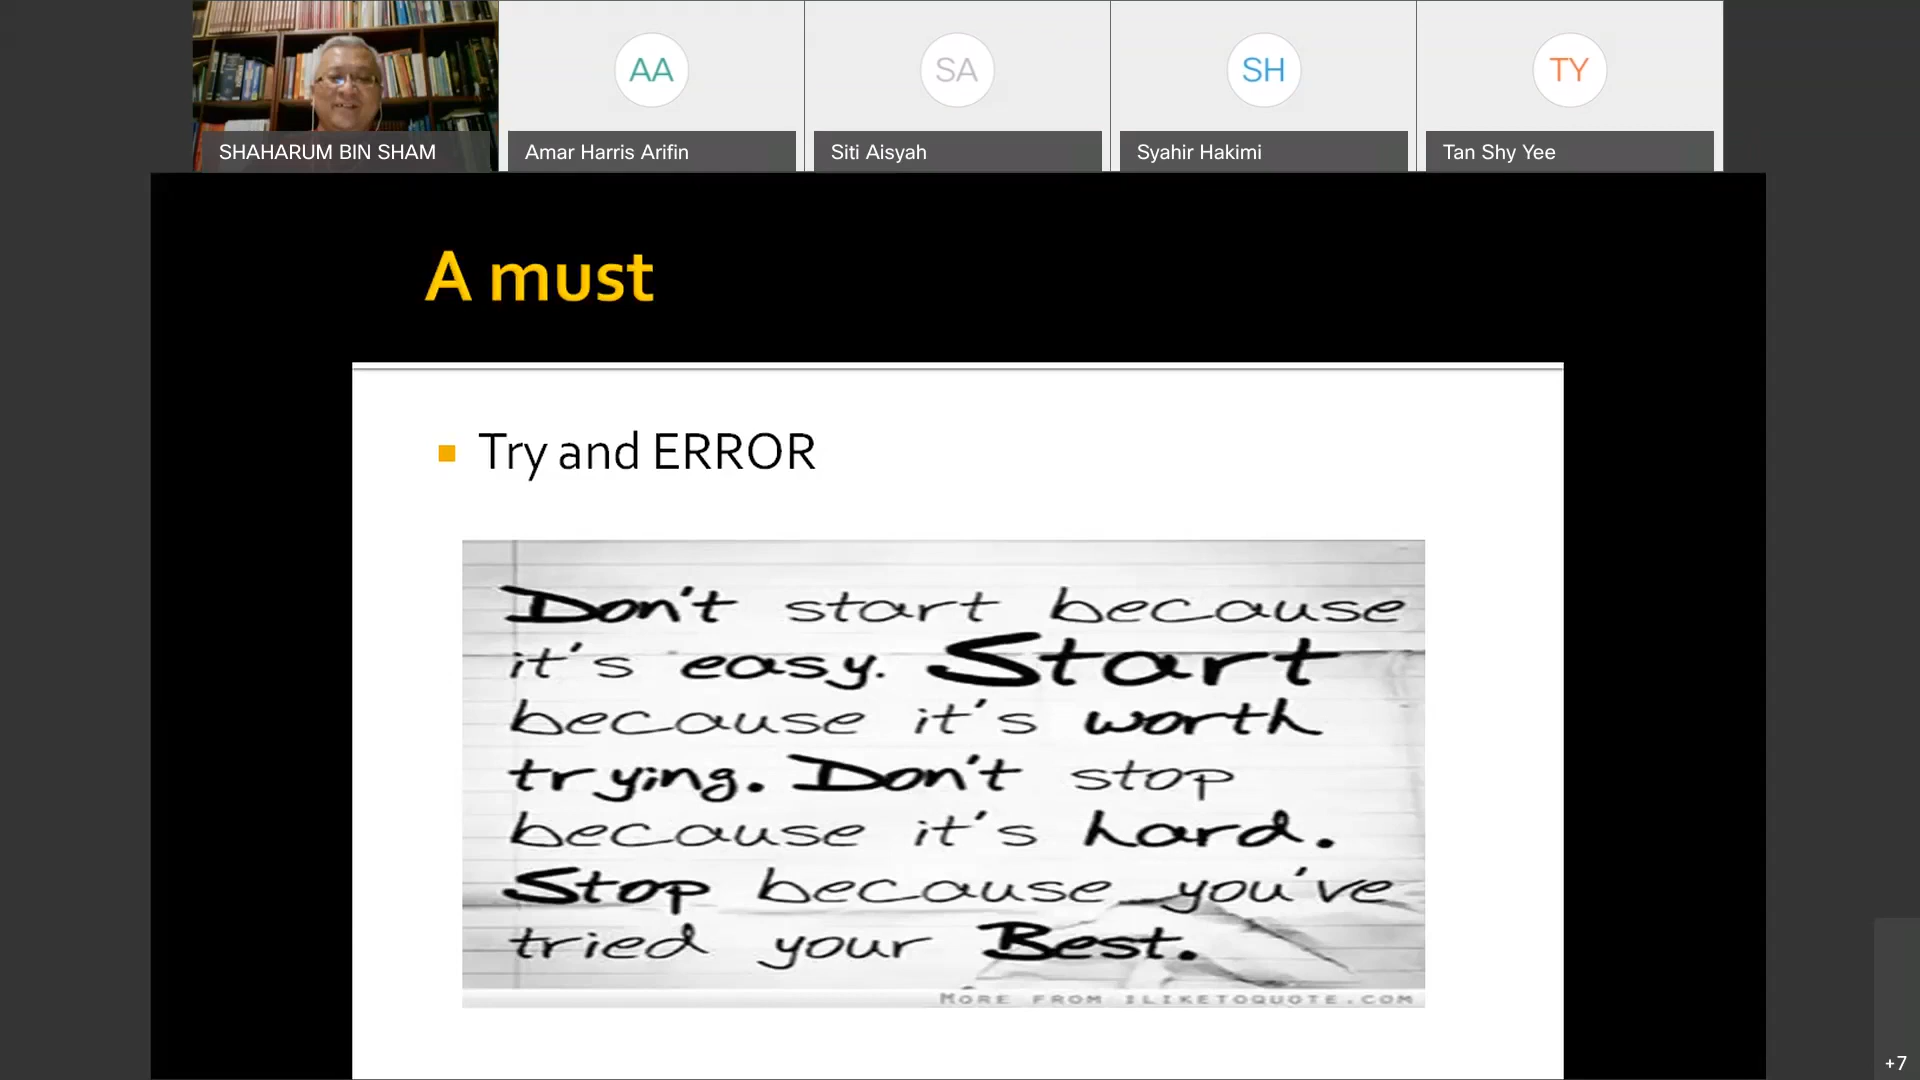 AA
SA
SH
TY
SHAHARUM BIN SHAM
Amar Harris Arifin
Siti Aisyah
Syahir Hakimi
Tan Shy Yee
A must
Try and ERROR
Don't start because
it's easy. Start
because it's worth
trying. Don't stop
because it's hard.
Stop because you've
tried your Best.
MORE FROM ILIKETOQUOTE.COM
+7